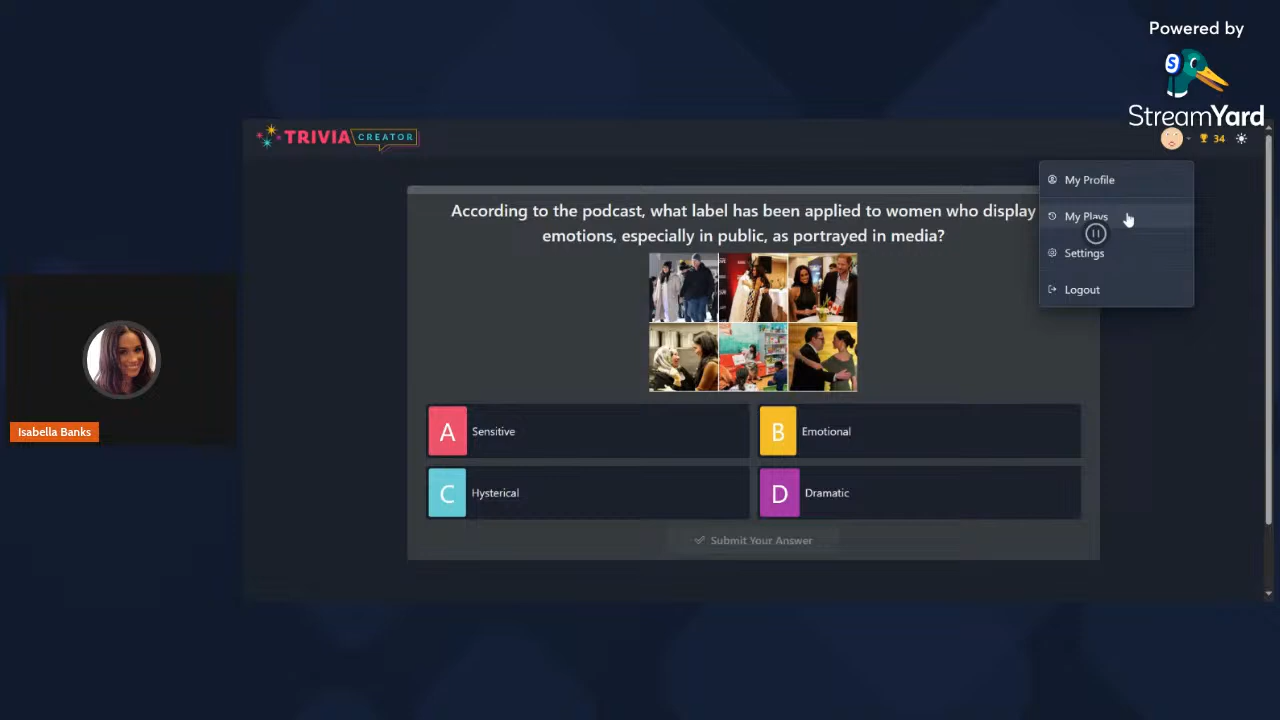 Powered by
StreamYard
TRIVIA CREATOR
34
My Profile
My Plays
Settings
Logout
According to the podcast, what label has been applied to women who display
emotions, especially in public, as portrayed in media?
A Sensitive
B Emotional
C Hysterical
D Dramatic
Submit Your Answer
Isabella Banks